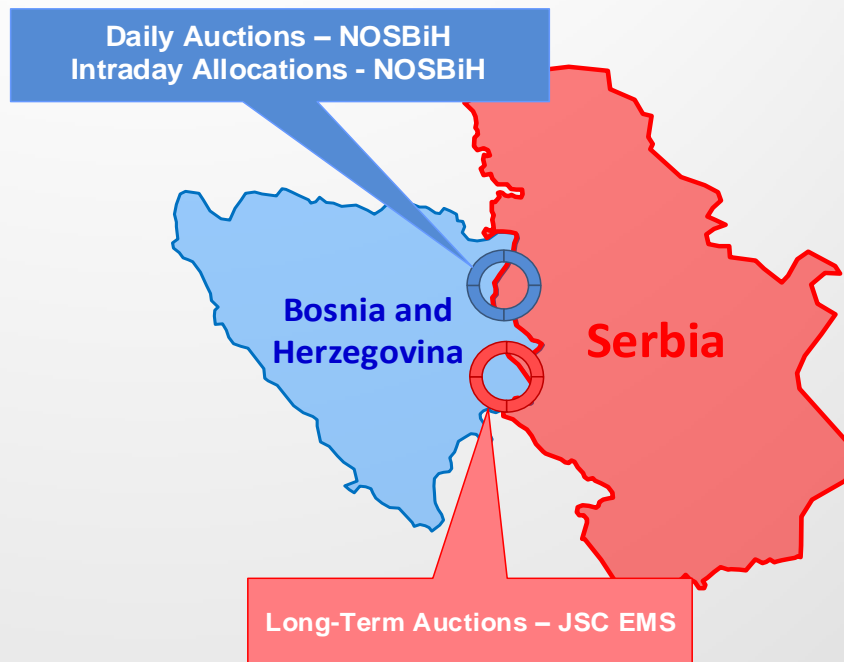 Daily Auctions – NOSBiH
Intraday Allocations - NOSBiH
Bosnia and
Herzegovina
Serbia
Long-Term Auctions – JSC EMS